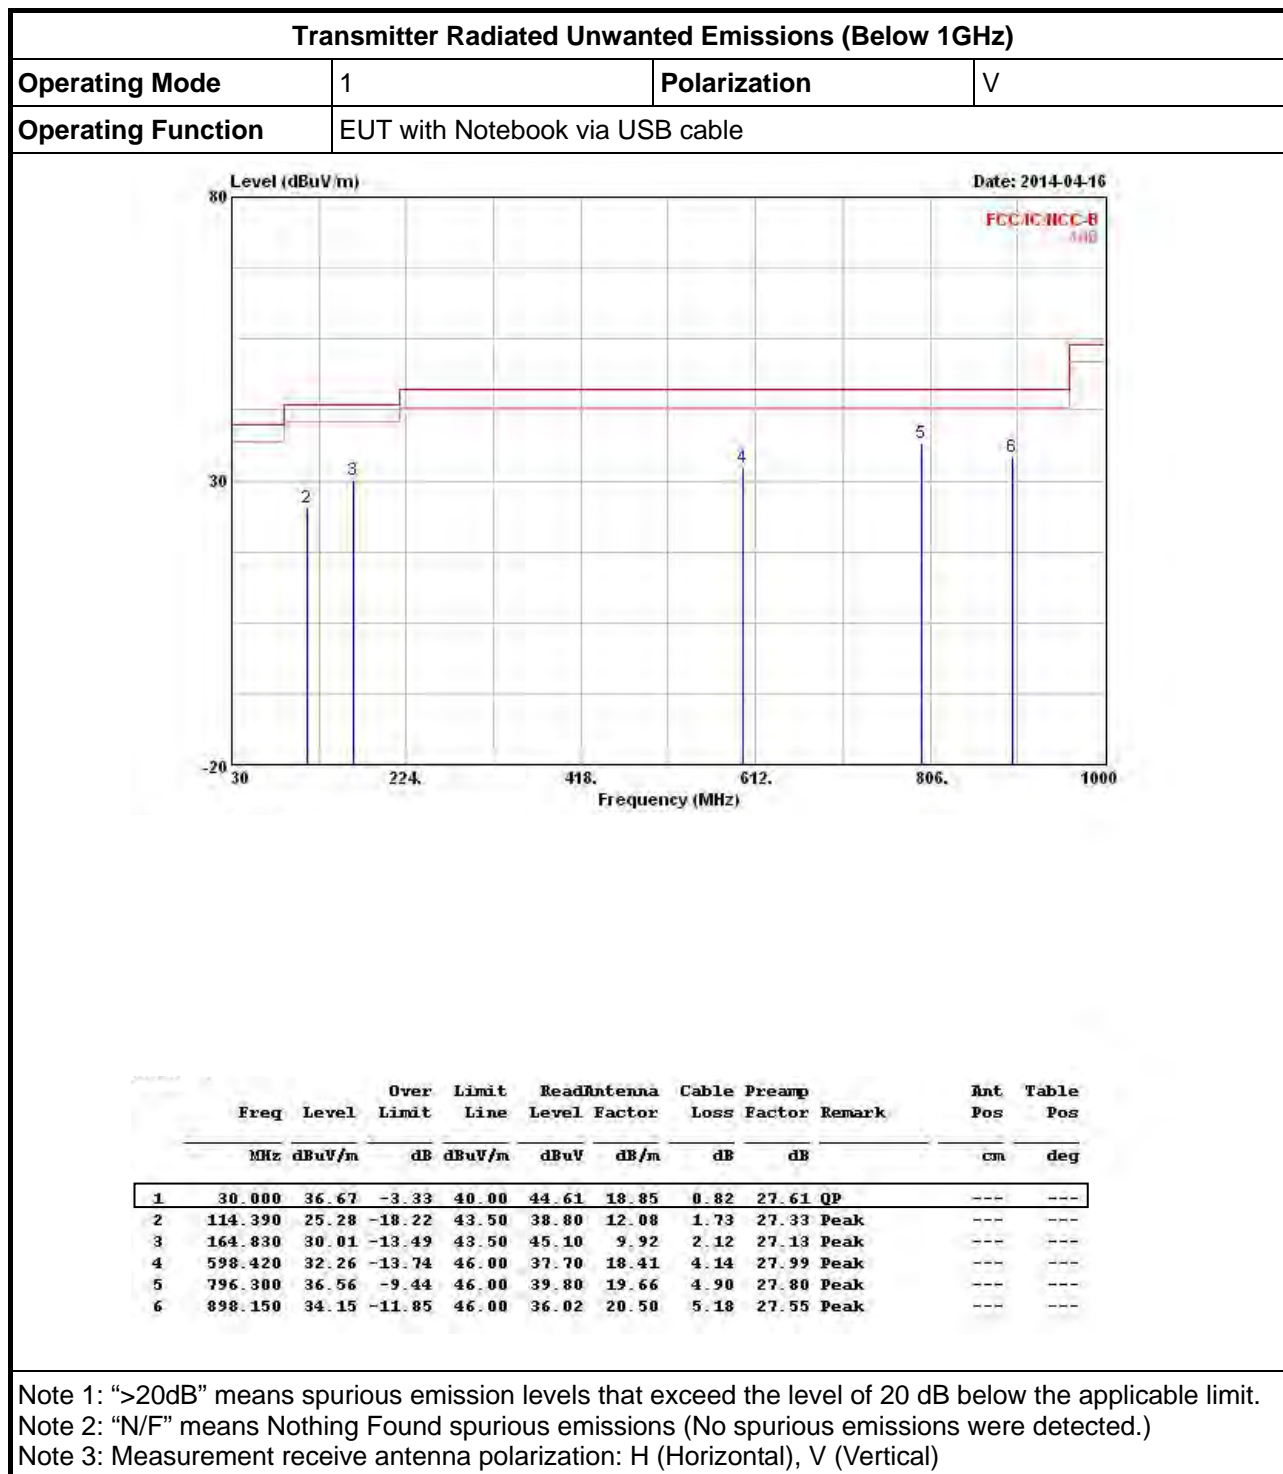 Transmitter Radiated Unwanted Emissions (Below 1GHz)
Operating Mode 1 Polarization V
Operating Function EUT with Notebook via USB cable
Level (dBuV/m) Date: 2014-04-16
80
FCC/IC/NCC-B
5
4 6
3
30
2
-20
30 224. 418. 612. 806. 1000
Frequency (MHz)
Over Limit ReadAntenna Cable Preamp Ant Table
Freq Level Limit Line Level Factor Loss Factor Remark Pos Pos
MHz dBuV/m dB dBuV/m dBuV dB/m dB dB cm deg
1 30.000 36.67 -3.33 40.00 44.61 18.85 0.82 27.61 QP --- ---
2 114.390 25.28 -18.22 43.50 38.80 12.08 1.73 27.33 Peak --- ---
3 164.830 30.01 -13.49 43.50 45.10 9.92 2.12 27.13 Peak --- ---
4 598.420 32.26 -13.74 46.00 37.70 18.41 4.14 27.99 Peak --- ---
5 796.300 36.56 -9.44 46.00 39.80 19.66 4.90 27.80 Peak --- ---
6 898.150 34.15 -11.85 46.00 36.02 20.50 5.18 27.55 Peak --- ---
Note 1: “>20dB” means spurious emission levels that exceed the level of 20 dB below the applicable limit.
Note 2: “N/F” means Nothing Found spurious emissions (No spurious emissions were detected.)
Note 3: Measurement receive antenna polarization: H (Horizontal), V (Vertical)